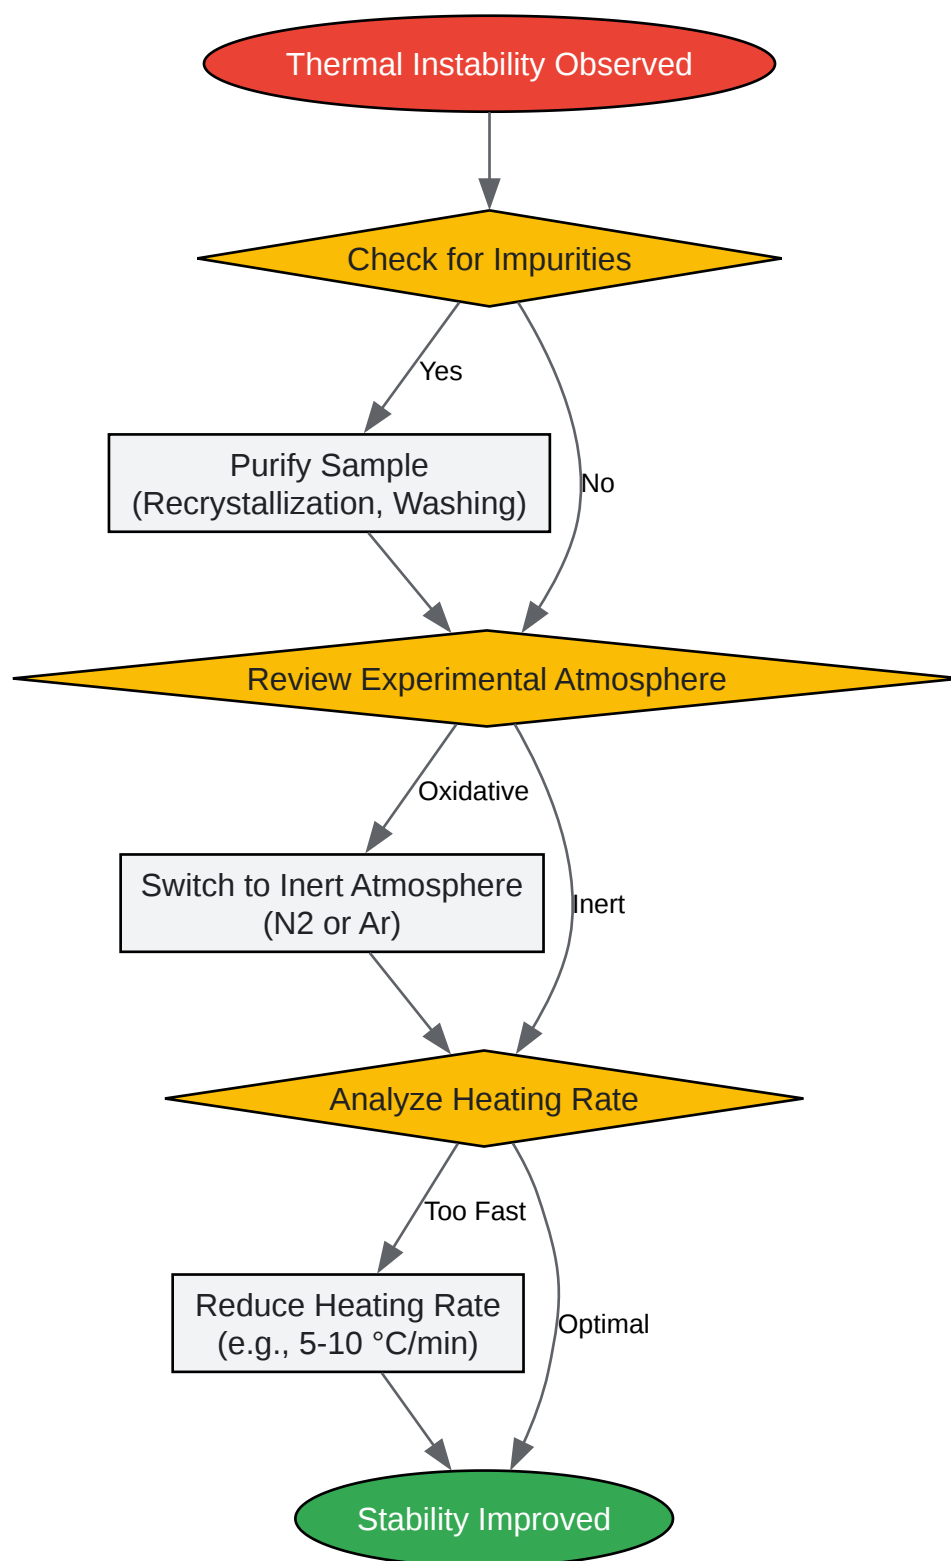 Thermal Instability Observed
Check for Impurities
Yes
Purify Sample
(Recrystallization, Washing)
No
Review Experimental Atmosphere
Oxidative
Switch to Inert Atmosphere
(N2 or Ar)
Inert
Analyze Heating Rate
Too Fast
Reduce Heating Rate
(e.g., 5-10 °C/min)
Optimal
Stability Improved